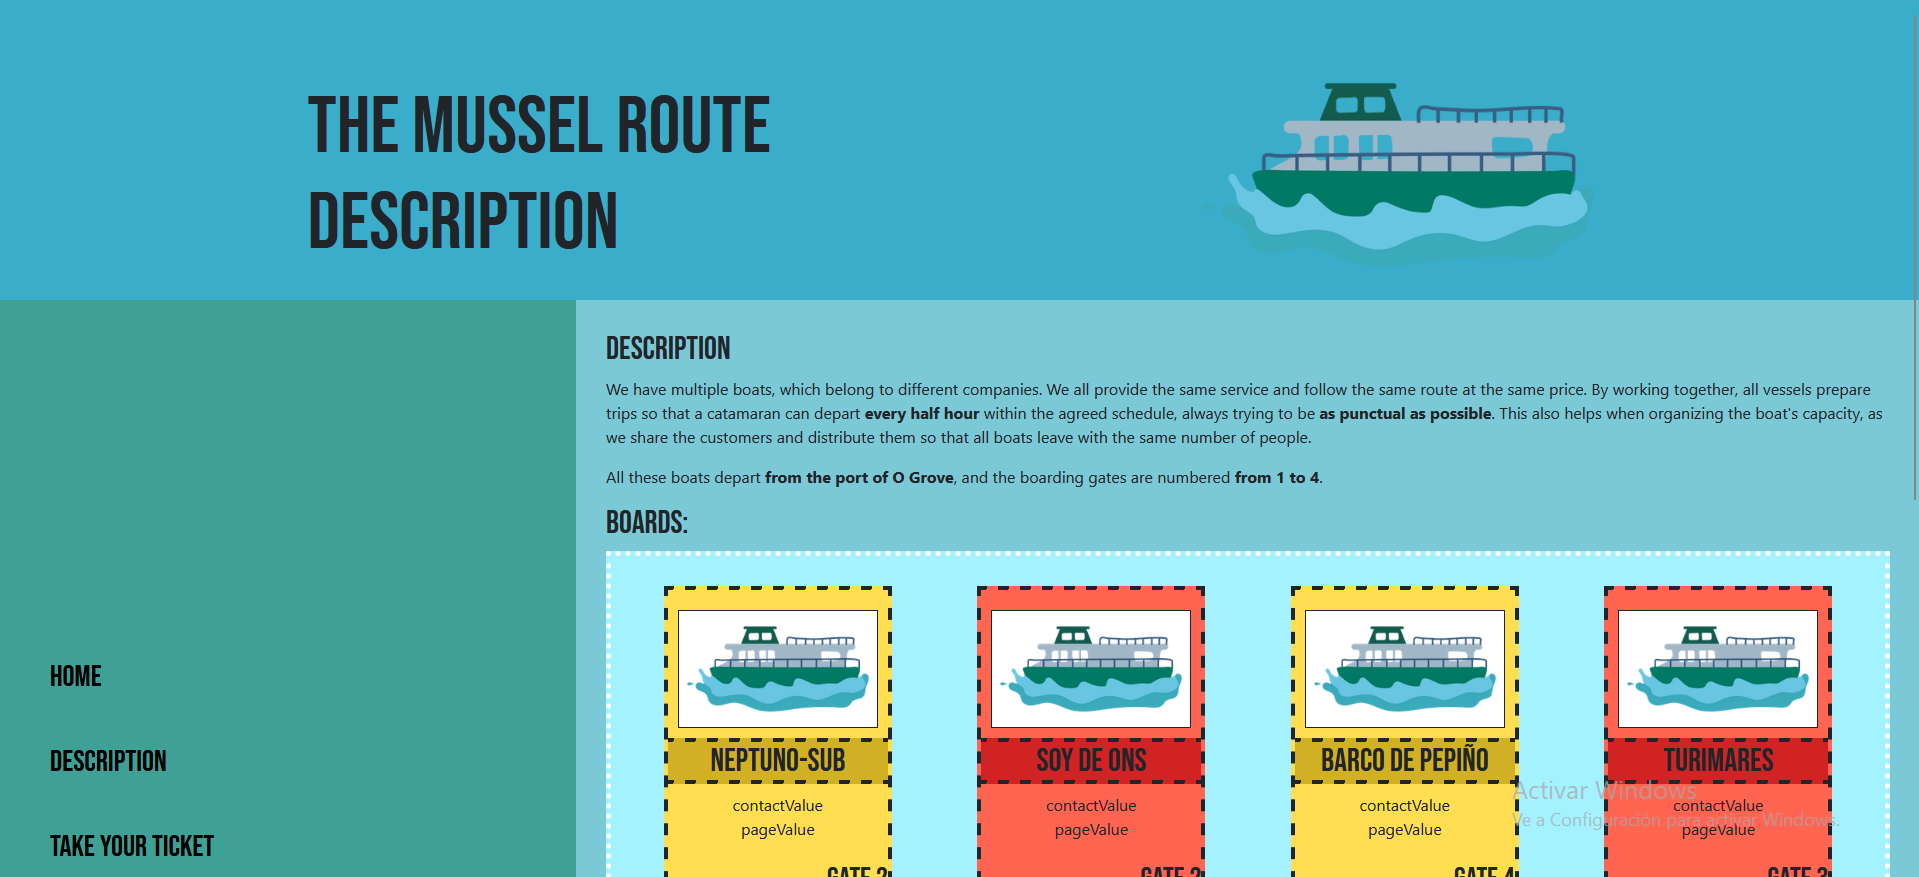 THE MUSSEL ROUTE
DESCRIPTION
DESCRIPTION
We have multiple boats, which belong to different companies. We all provide the same service and follow the same route at the same price. By working together, all vessels prepare
trips so that a catamaran can depart every half hour within the agreed schedule, always trying to be as punctual as possible. This also helps when organizing the boat's capacity, as
we share the customers and distribute them so that all boats leave with the same number of people.
All these boats depart from the port of O Grove, and the boarding gates are numbered from 1 to 4.
BOARDS:
HOME
DESCRIPTION
TAKE YOUR TICKET
NEPTUNO-SUB
contactValue
pageValue
GATE 2
SOY DE ONS
contactValue
pageValue
GATE 2
BARCO DE PEPIÑO
contactValue
pageValue
GATE 4
TURIMARES
contactValue
pageValue
GATE 3
Activar Windows
Ve a Configuración para activar Windows.